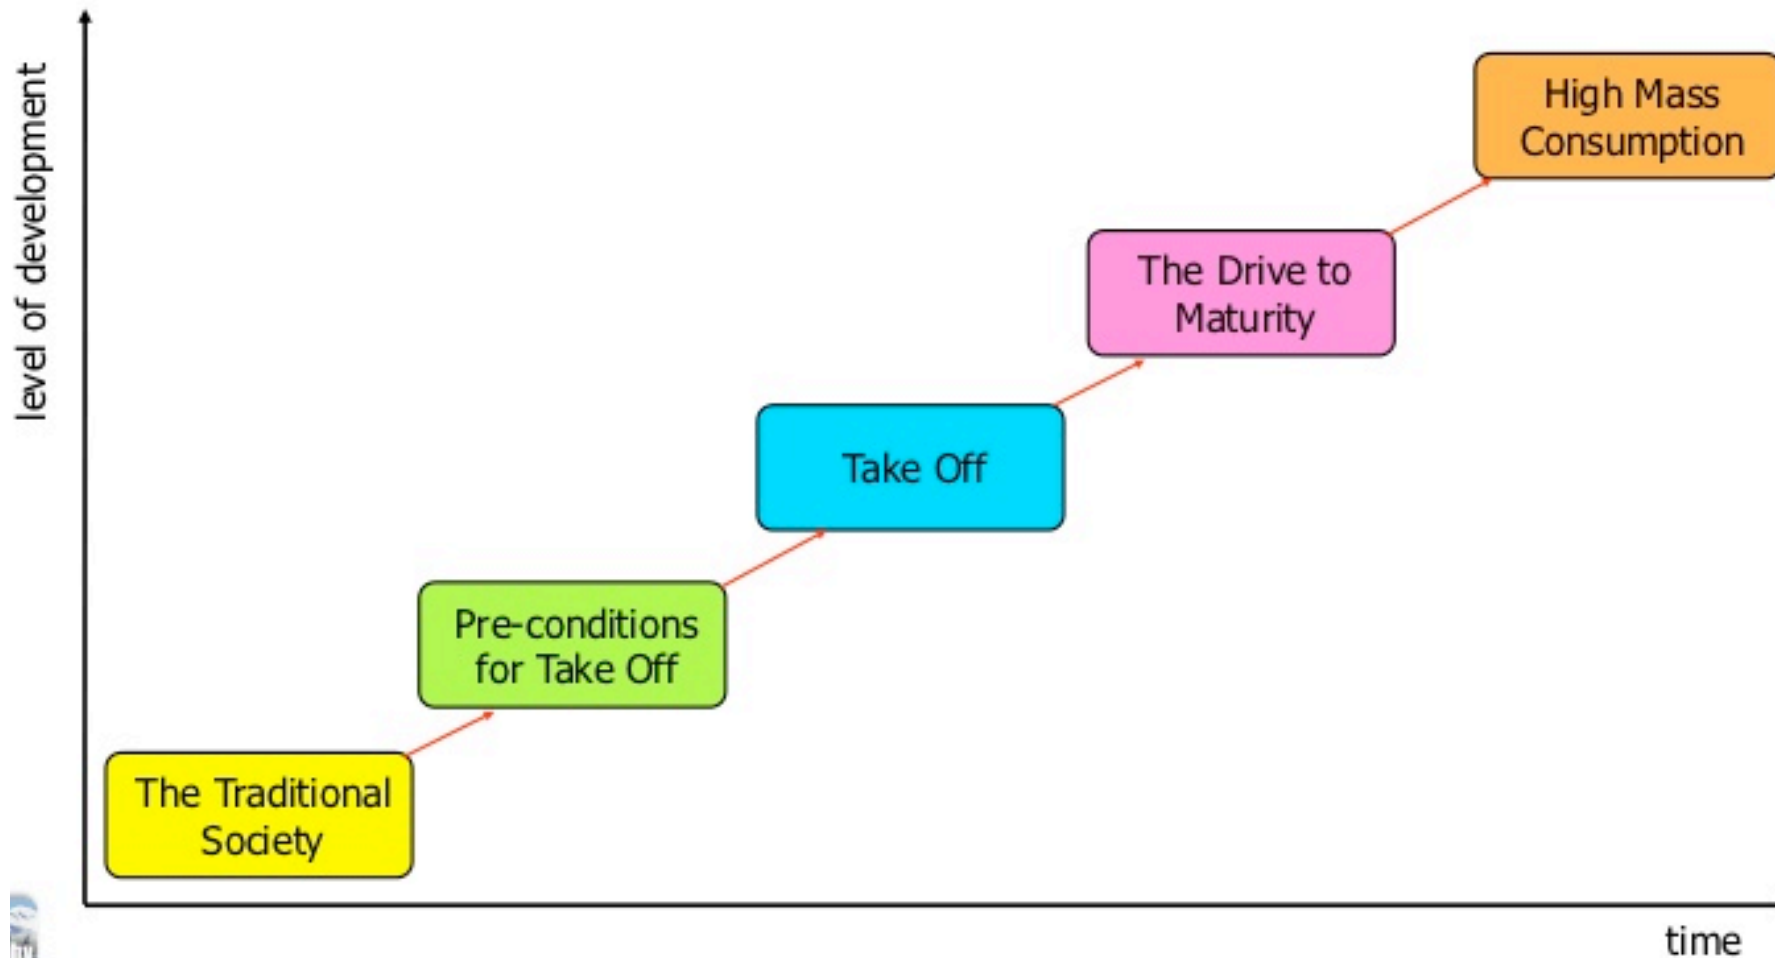 level of development
High Mass
Consumption
The Drive to
Maturity
Take Off
Pre-conditions
for Take Off
The Traditional
Society
time